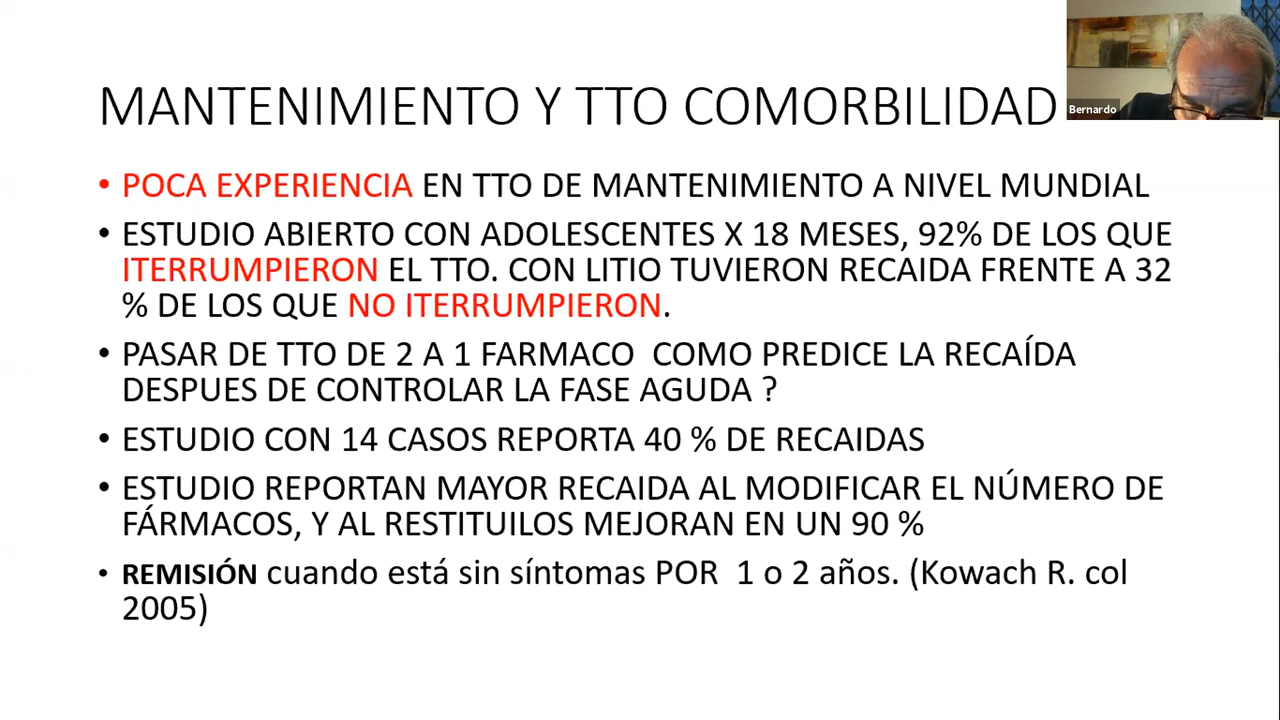 MANTENIMIENTO Y TTO COMORBILIDAD
Bernardo
• POCA EXPERIENCIA EN TTO DE MANTENIMIENTO A NIVEL MUNDIAL
• ESTUDIO ABIERTO CON ADOLESCENTES X 18 MESES, 92% DE LOS QUE
ITERRUMPIERON EL TTO. CON LITIO TUVIERON RECAIDA FRENTE A 32
% DE LOS QUE NO ITERRUMPIERON.
• PASAR DE TTO DE 2 A 1 FARMACO COMO PREDICE LA RECAÍDA
DESPUES DE CONTROLAR LA FASE AGUDA ?
• ESTUDIO CON 14 CASOS REPORTA 40 % DE RECAIDAS
• ESTUDIO REPORTAN MAYOR RECAIDA AL MODIFICAR EL NÚMERO DE
FÁRMACOS, Y AL RESTITUILOS MEJORAN EN UN 90 %
• REMISIÓN cuando está sin síntomas POR 1 o 2 años. (Kowach R. col
2005)